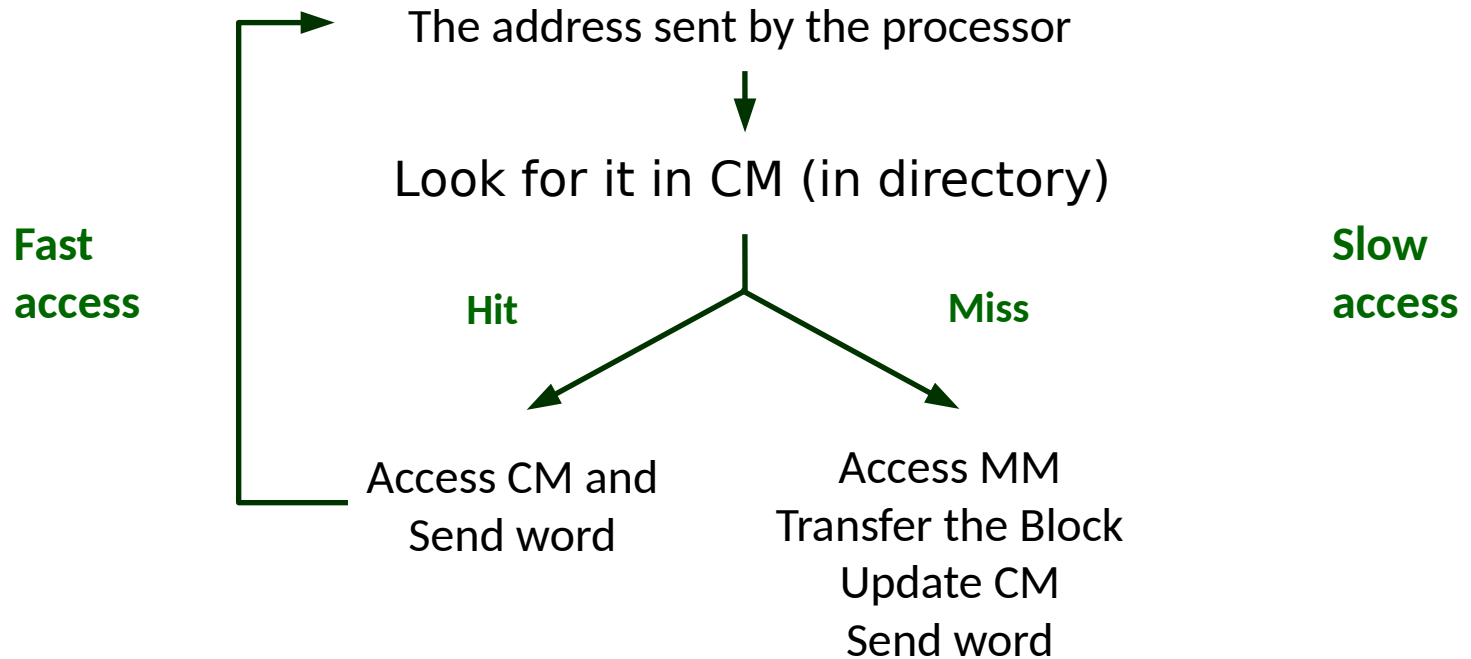 The address sent by the processor
Look for it in CM (in directory)
Fast
access
Slow
access
Hit
Miss
Access CM and
Send word
Access MM
Transfer the Block
Update CM
Send word